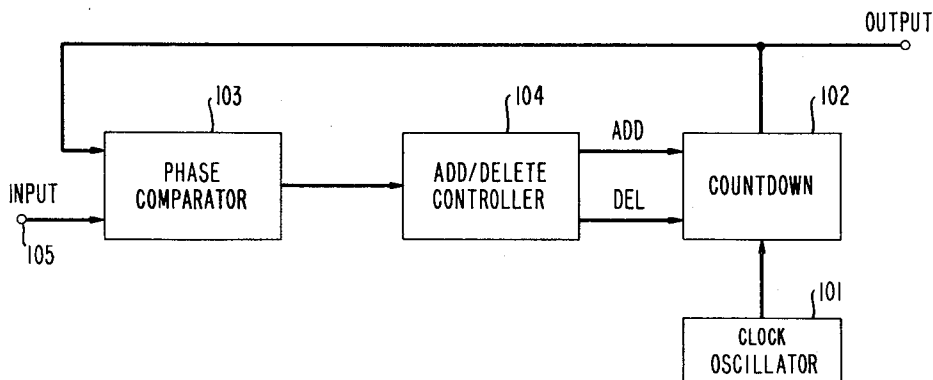 OUTPUT
103
104
102
ADD
PHASE
COMPARATOR
ADD/DELETE
CONTROLLER
COUNTDOWN
INPUT
DEL
105
101
CLOCK
OSCILLATOR